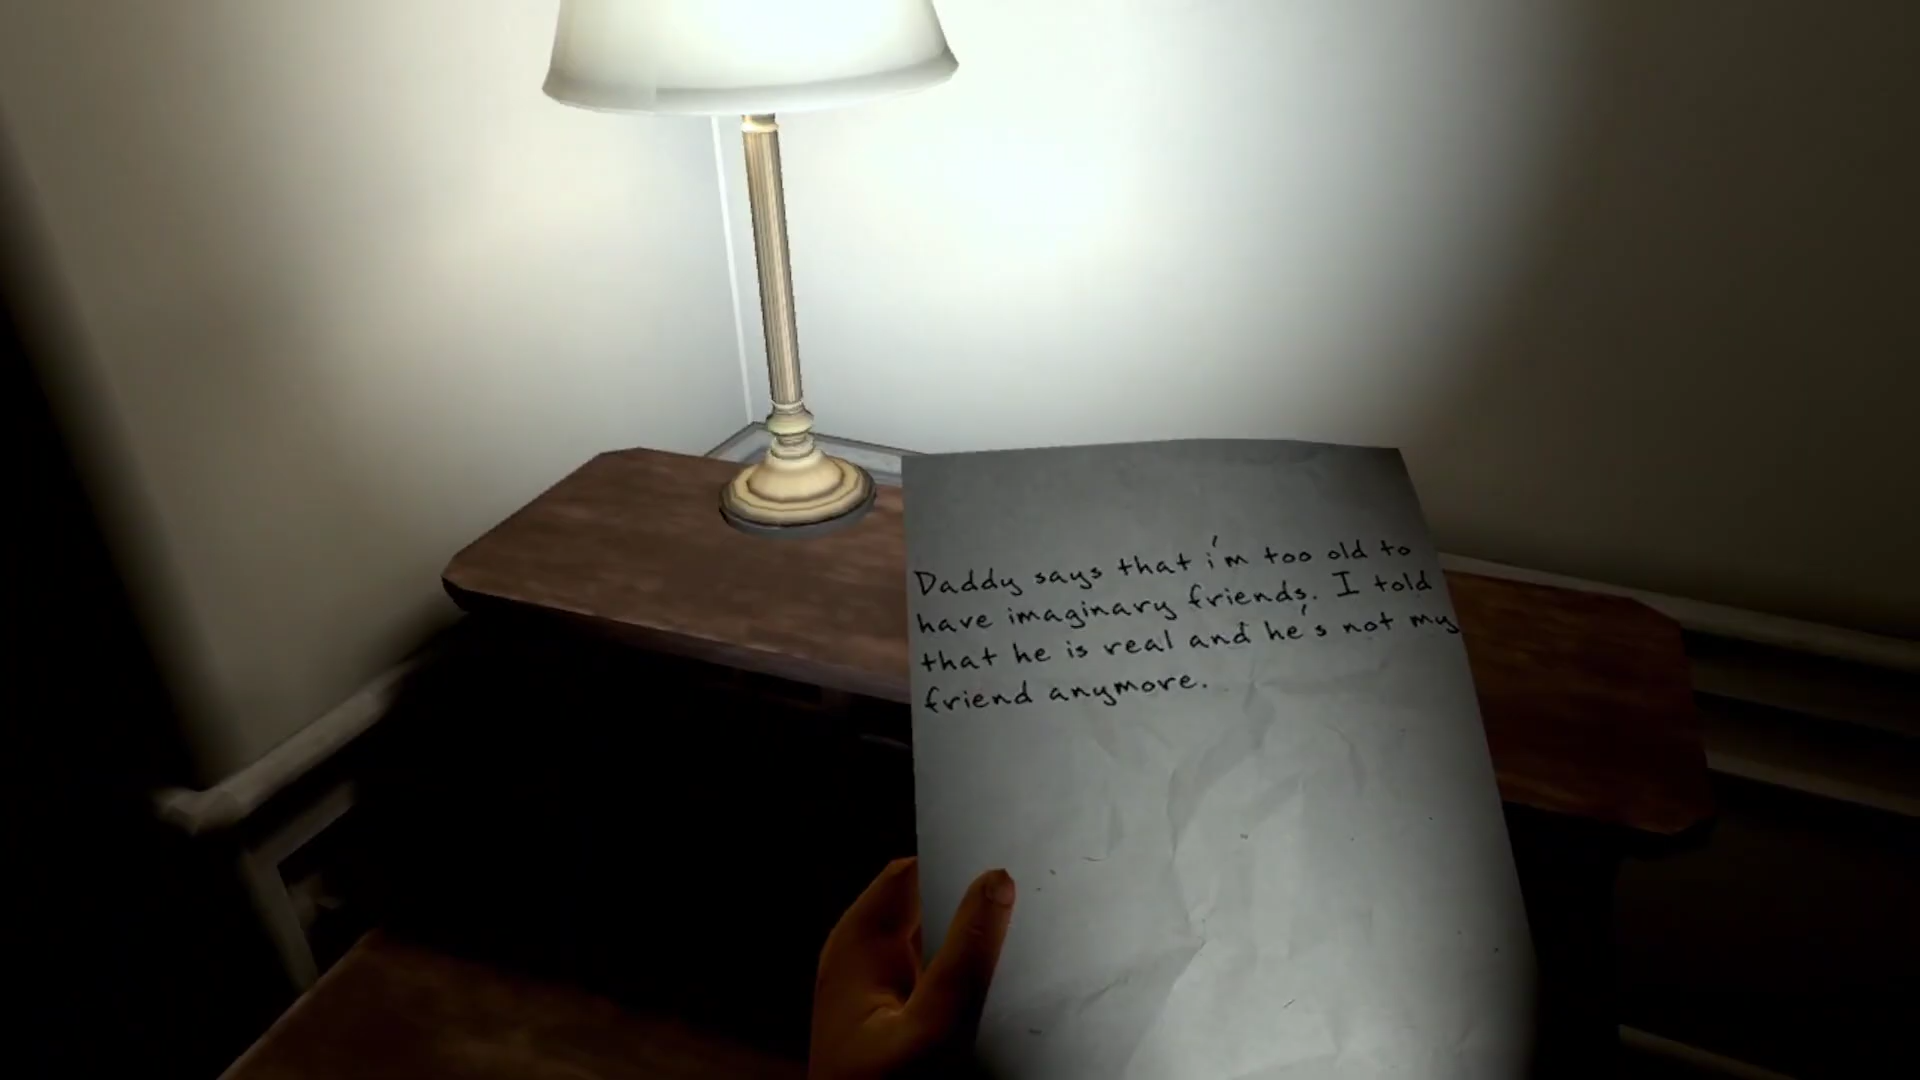 Daddy says that i'm too old to
have imaginary friends. I told
that he is real and he's not my
friend anymore.